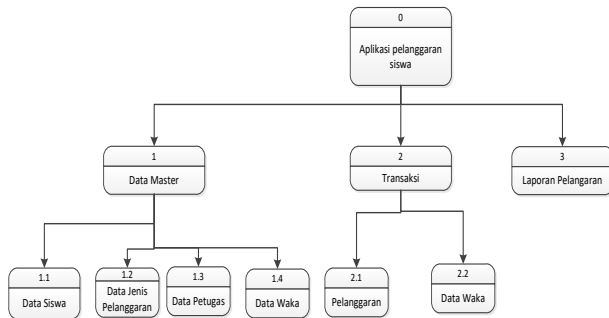 0
Aplikasi pelanggaran
siswa
1
Data Master
2
Transaksi
3
Laporan Pelangaran
1.1
Data Siswa
1.2
Data Jenis
Pelanggaran
1.3
Data Petugas
1.4
Data Waka
2.1
Pelanggaran
2.2
Data Waka